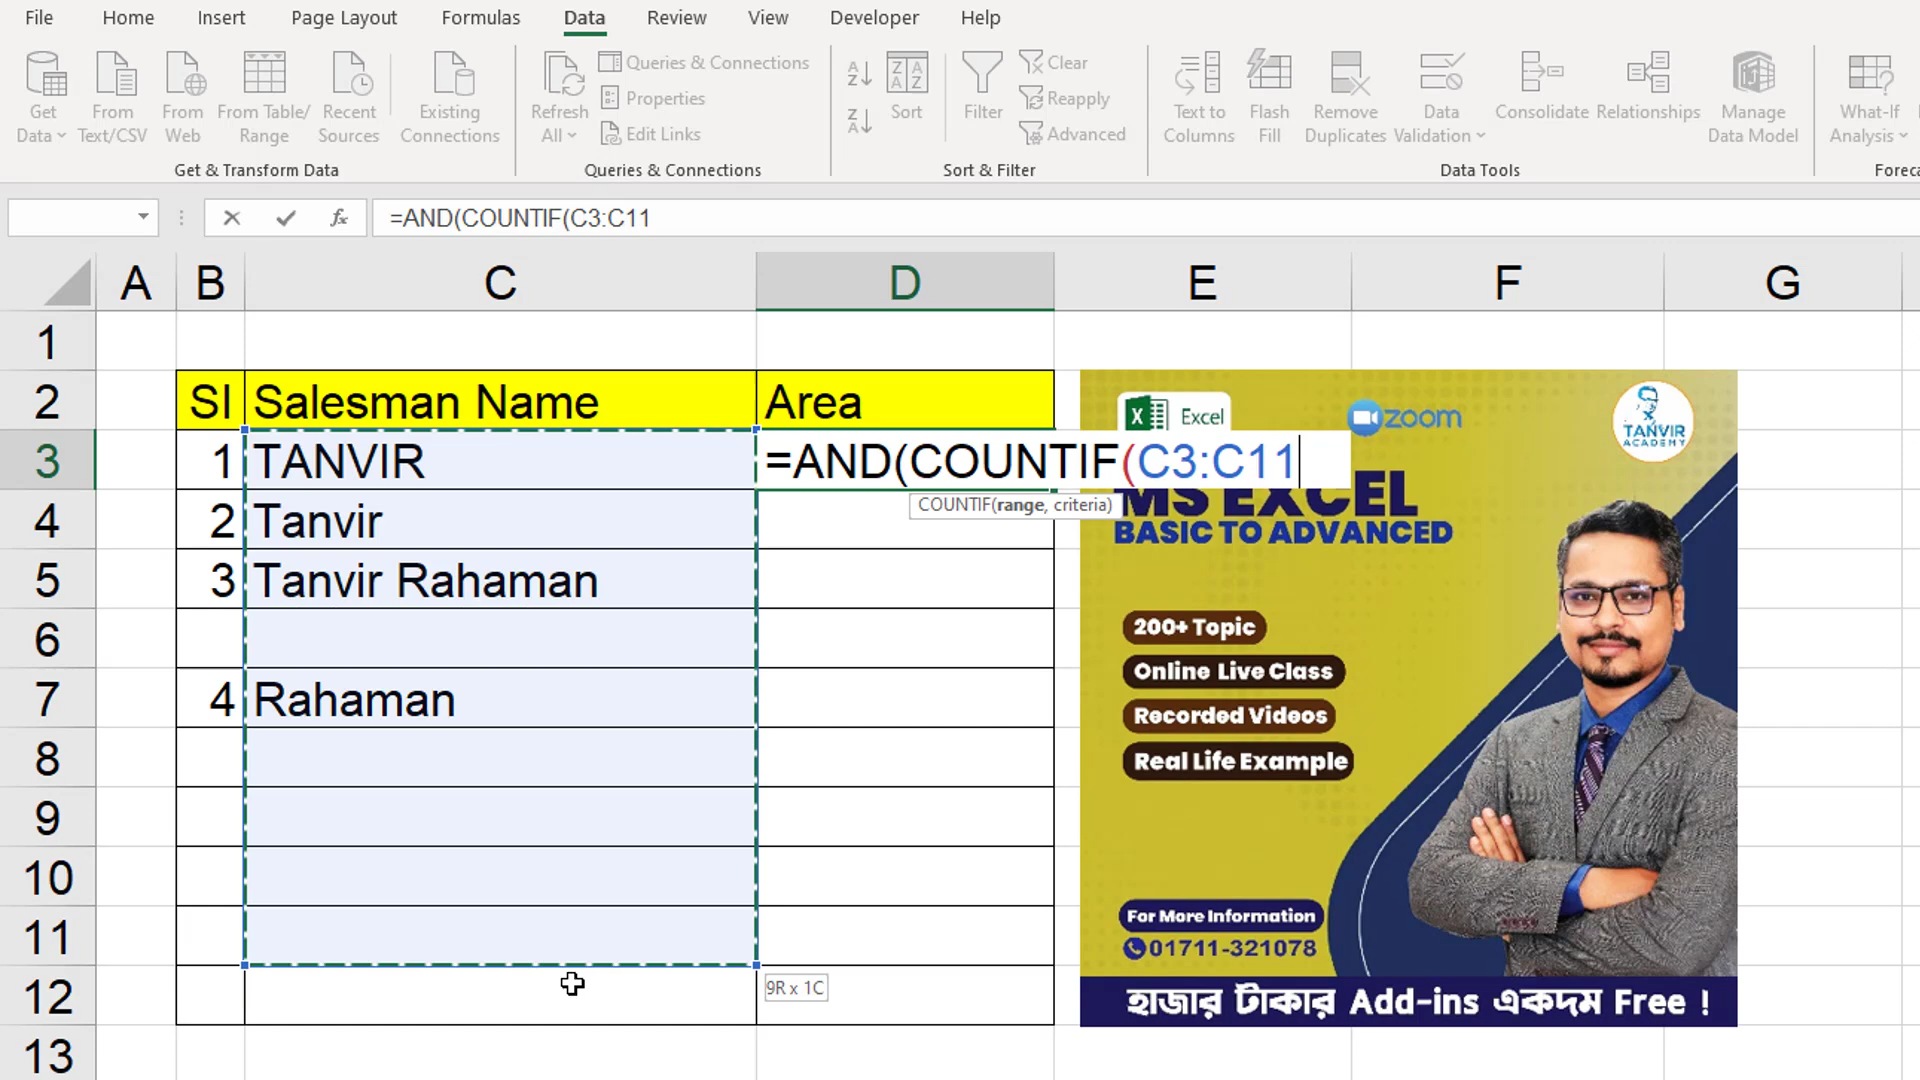 File Home Insert Page Layout Formulas Data Review View Developer Help
Get Data
From Text/CSV
From Web
From Table/ Range
Recent Sources
Existing Connections
Refresh All
Queries & Connections
Properties
Edit Links
Sort
Filter
Clear
Reapply
Advanced
Text to Columns
Flash Fill
Remove Duplicates
Data Validation
Consolidate
Relationships
Manage Data Model
What-If Analysis
Get & Transform Data
Queries & Connections
Sort & Filter
Data Tools
=AND(COUNTIF(C3:C11
A B C D E F G
1
2 SI Salesman Name Area
3 1 TANVIR =AND(COUNTIF(C3:C11
COUNTIF(range, criteria)
4 2 Tanvir
5 3 Tanvir Rahaman
6
7 4 Rahaman
8
9
10
11
12
9R x 1C
13
Excel
zoom
TANVIR
ACADEMY
MS EXCEL
BASIC TO ADVANCED
200+ Topic
Online Live Class
Recorded Videos
Real Life Example
For More Information
01711-321078
হাজার টাকার Add-ins একদম Free !